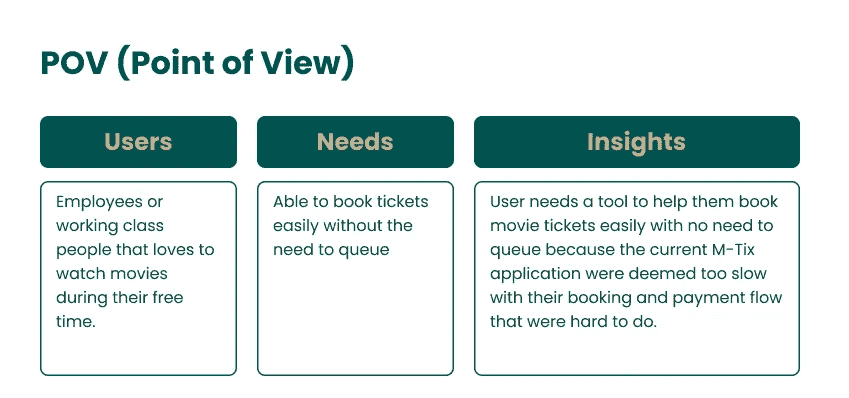 POV (Point of View)
Users
Needs
Insights
Employees or
working class
people that loves to
watch movies
during their free
time.
Able to book tickets
easily without the
need to queue
User needs a tool to help them book
movie tickets easily with no need to
queue because the current M-Tix
application were deemed too slow
with their booking and payment flow
that were hard to do.